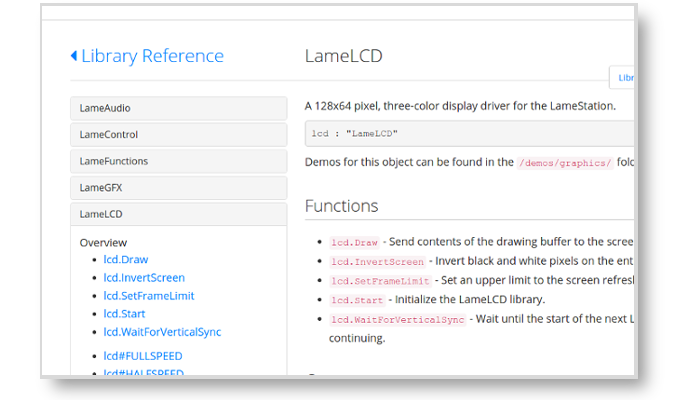 Library Reference
LameAudio
LameControl
LameFunctions
LameGFX
LameLCD
Overview
lcd.Draw
lcd.InvertScreen
lcd.SetFrameLimit
lcd.Start
lcd.WaitForVerticalSync
lcd#FULLSPEED
lcd#HALFSPEED
LameLCD
Libr
A 128x64 pixel, three-color display driver for the LameStation.
lcd : "LameLCD"
Demos for this object can be found in the /demos/graphics/ fol
Functions
lcd.Draw - Send contents of the drawing buffer to the scree
lcd.InvertScreen - Invert black and white pixels on the ent
lcd.SetFrameLimit - Set an upper limit to the screen refres
lcd.Start - Initialize the LameLCD library.
lcd.WaitForVerticalSync - Wait until the start of the next L
continuing.